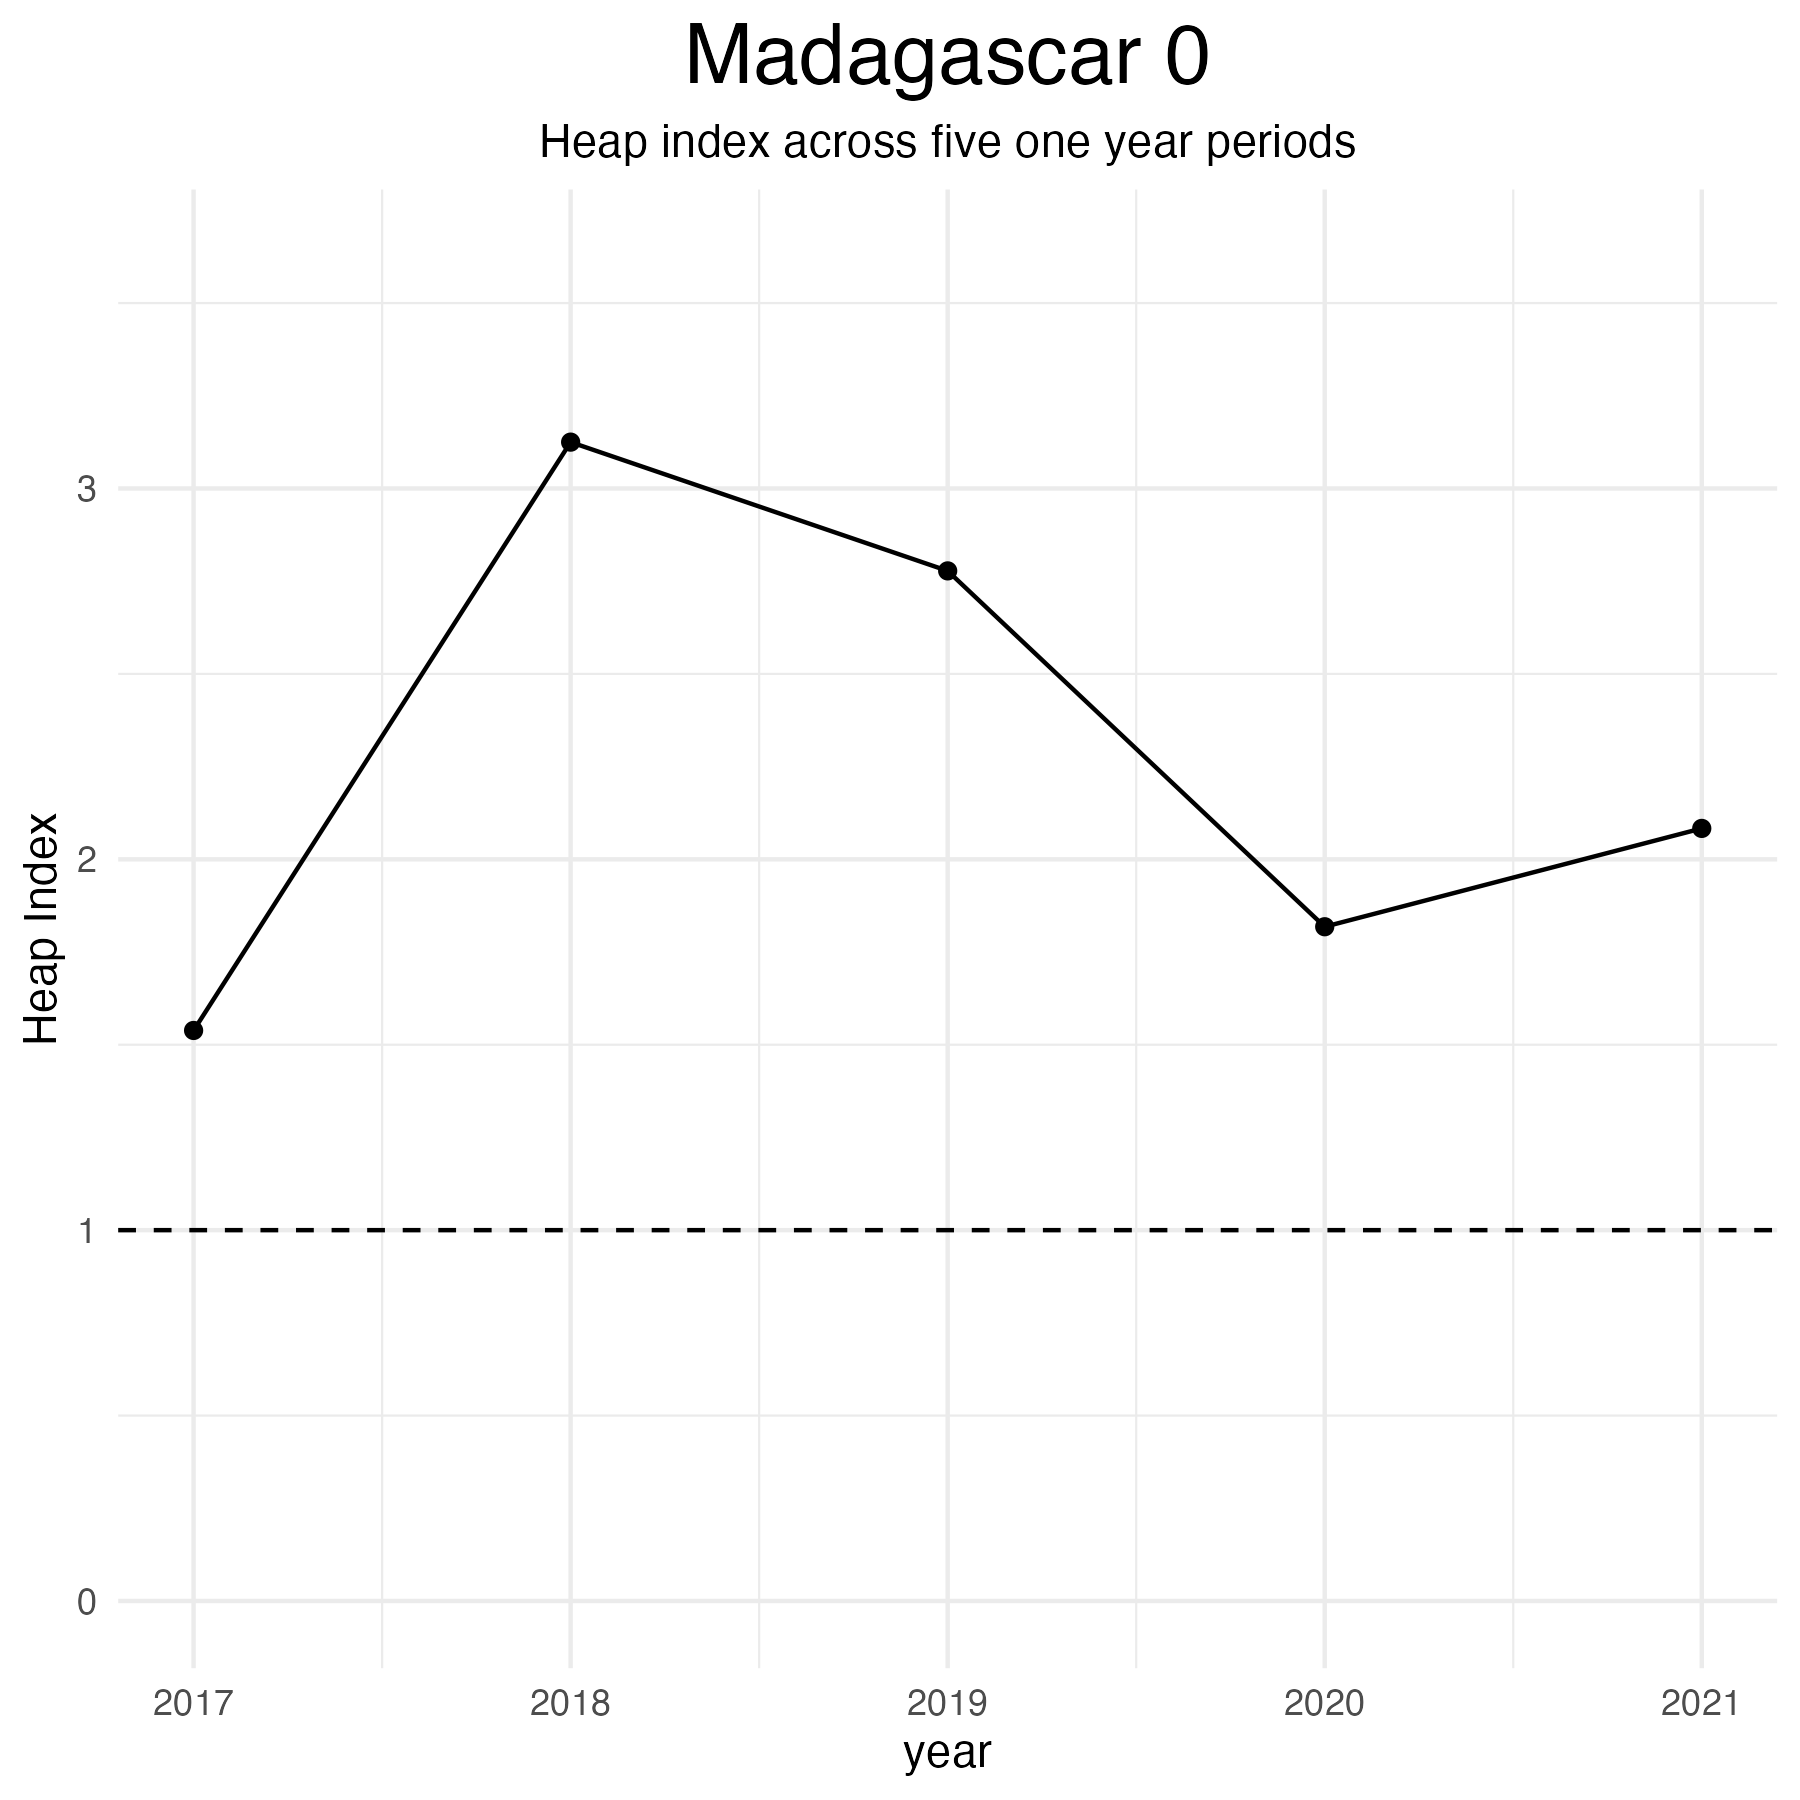 Madagascar 0
Heap index across five one year periods
Heap Index
3
2
1
0
2017 2018 2019 2020 2021
year